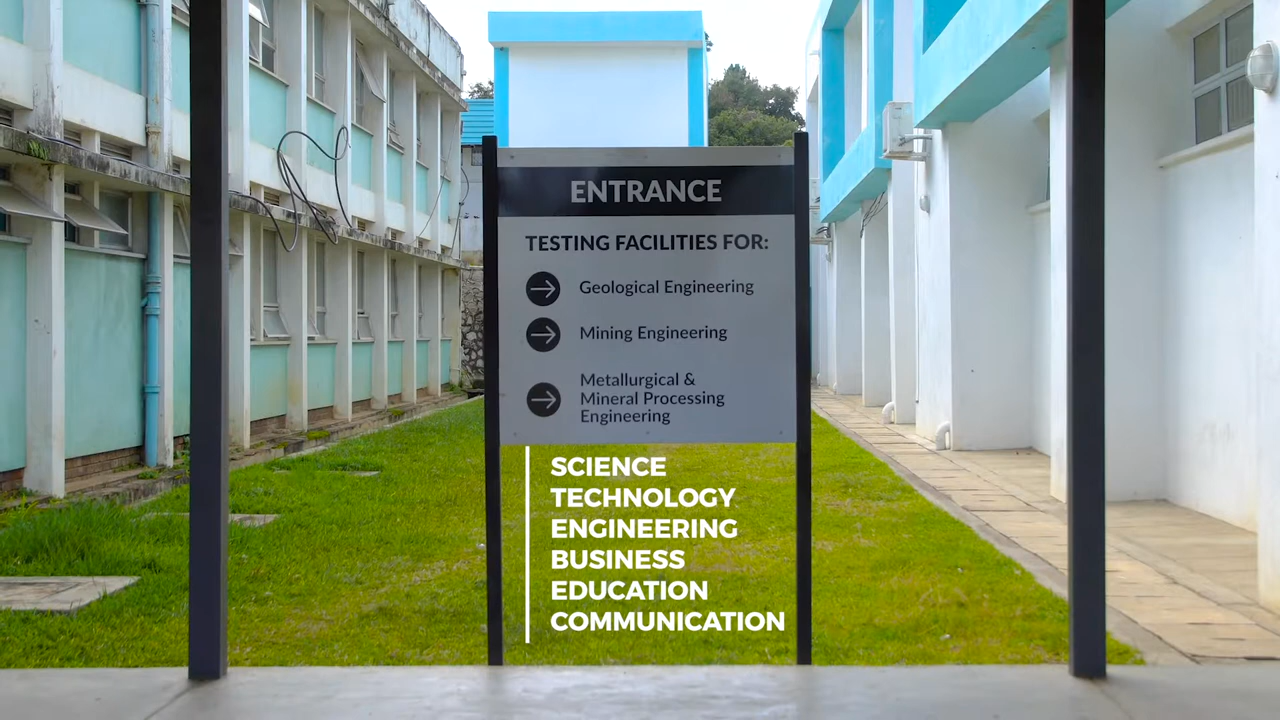 ENTRANCE
TESTING FACILITIES FOR:
Geological Engineering
Mining Engineering
Metallurgical &
Mineral Processing
Engineering
SCIENCE
TECHNOLOGY
ENGINEERING
BUSINESS
EDUCATION
COMMUNICATION